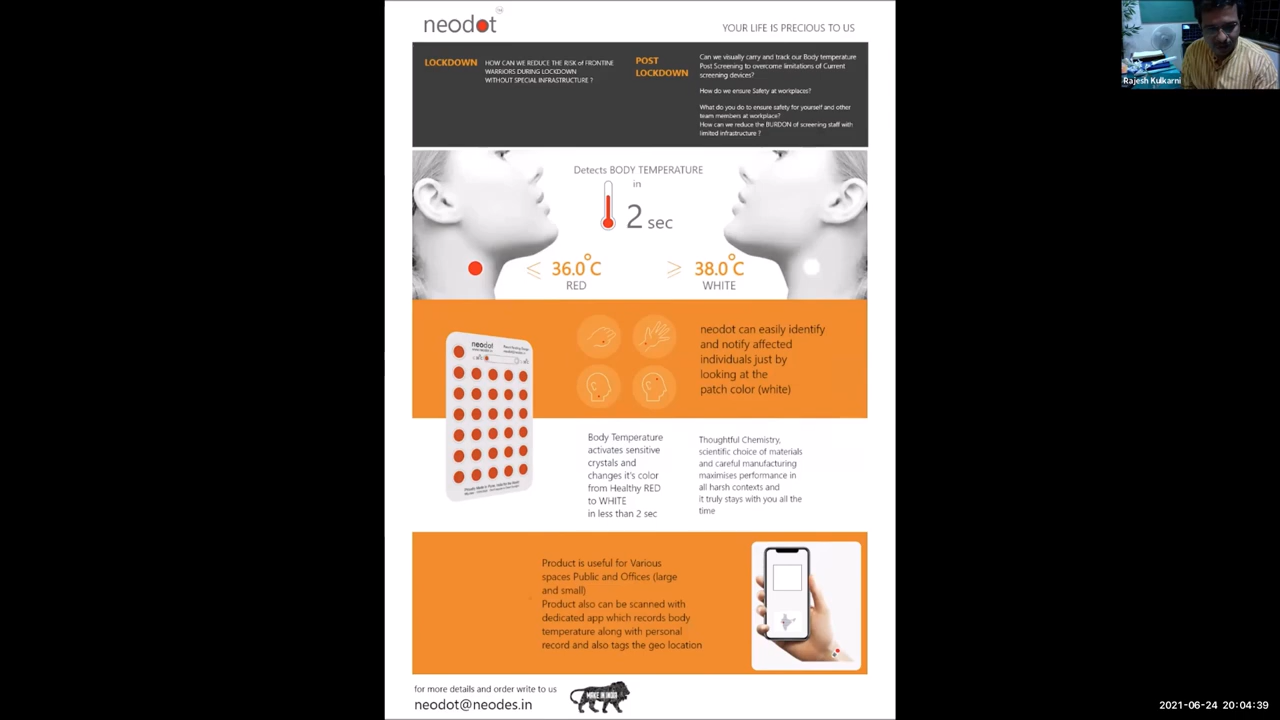 neodot
YOUR LIFE IS PRECIOUS TO US
LOCKDOWN
HOW CAN WE REDUCE THE RISK of FRONTINE
WARRIORS DURING LOCKDOWN
WITHOUT SPECIAL INFRASTRUCTURE ?
POST
LOCKDOWN
Can we visually carry and track our Body temperature
Post Screening to overcome limitations of Current
screening devices?
How do we ensure Safety at workplaces?
What do you do to ensure safety for yourself and other
team members at workplace?
How can we reduce the BURDON of screening staff with
limited infrastructure ?
Rajesh Kulkarni
Detects BODY TEMPERATURE
in
2 sec
< 36.0°C
RED
≥ 38.0°C
WHITE
neodot
neodot can easily identify
and notify affected
individuals just by
looking at the
patch color (white)
Body Temperature
activates sensitive
crystals and
changes it's color
from Healthy RED
to WHITE
in less than 2 sec
Thoughtful Chemistry,
scientific choice of materials
and careful manufacturing
maximises performance in
all harsh contexts and
it truly stays with you all the
time
Product is useful for Various
spaces Public and Offices (large
and small)
Product also can be scanned with
dedicated app which records body
temperature along with personal
record and also tags the geo location
for more details and order write to us
neodot@neodes.in
MAKE IN INDIA
2021-06-24 20:04:39